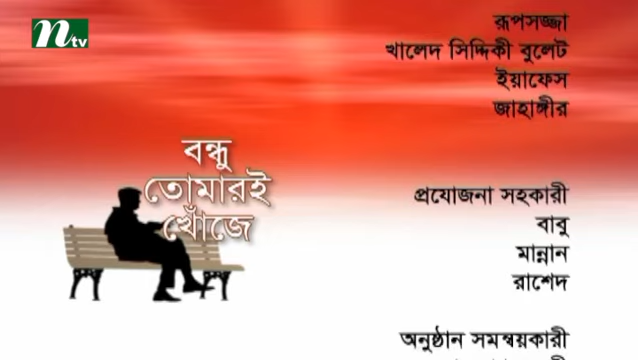 ntv
রূপসজ্জা
খালেদ সিদ্দিকী বুলেট
ইয়াফেস
জাহাঙ্গীর
বন্ধু
তোমারই
খোঁজে
প্রযোজনা সহকারী
বাবু
মান্নান
রাশেদ
অনুষ্ঠান সমন্বয়কারী